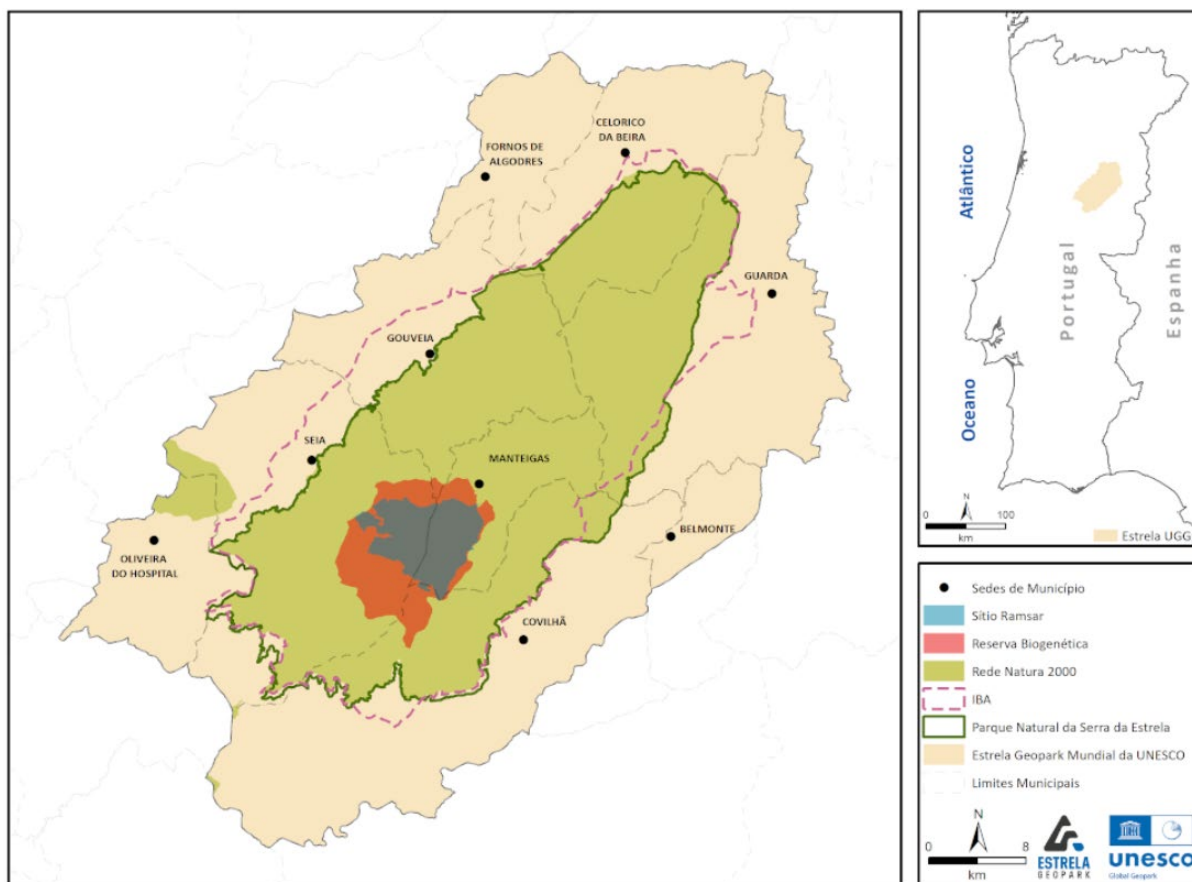 CELORICO
DA BEIRA
FORNOS DE
ALGODRES
GUARDA
GOUVEIA
SEIA
MANTEIGAS
BELMONTE
OLIVEIRA
DO HOSPITAL
COVILHÃ
Atlântico
Oceano
Portugal
Espanha
N
0 100
km
Estrela UGG
Sedes de Município
Sítio Ramsar
Reserva Biogenética
Rede Natura 2000
IBA
Parque Natural da Serra da Estrela
Estrela Geopark Mundial da UNESCO
Limites Municipais
N
0 8
km
ESTRELA
GEOPARK
unesco
Global Geopark